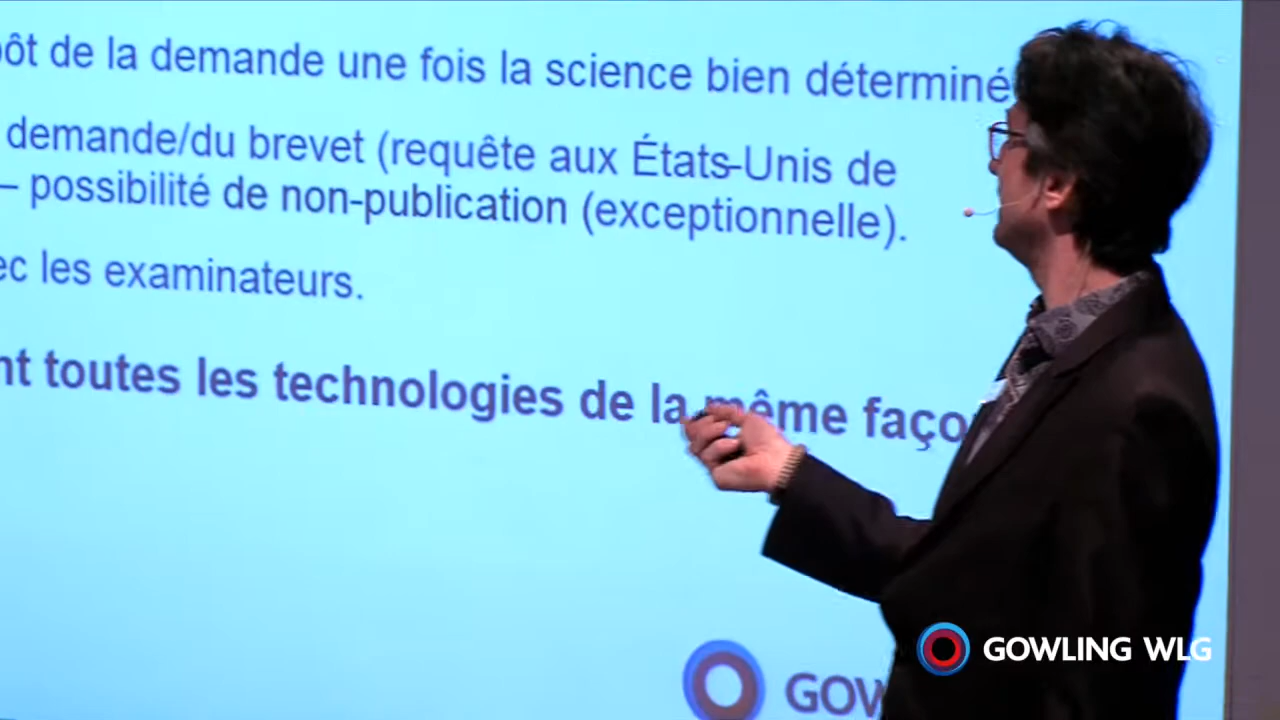 ôt de la demande une fois la science bien déterminé
demande/du brevet (requête aux États-Unis de
– possibilité de non-publication (exceptionnelle).
ec les examinateurs.
nt toutes les technologies de la même faço
GOW
GOWLING WLG